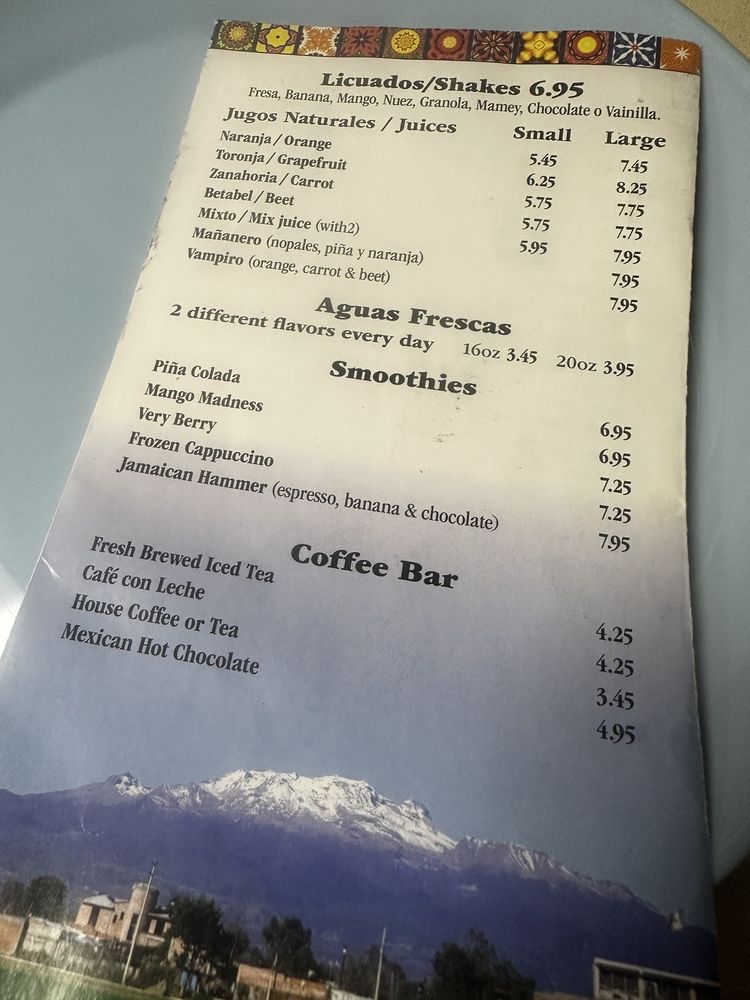 Licuados/Shakes 6.95
Fresa, Banana, Mango, Nuez, Granola, Mamey, Chocolate o Vainilla.
Jugos Naturales / Juices Small Large
Naranja / Orange 5.45 7.45
Toronja / Grapefruit 6.25 8.25
Zanahoria / Carrot 5.75 7.75
Betabel / Beet 5.75 7.75
Mixto / Mix juice (with2) 5.95 7.95
Mañanero (nopales, piña y naranja) 7.95
Vampiro (orange, carrot & beet) 7.95
Aguas Frescas
2 different flavors every day 16oz 3.45 20oz 3.95
Smoothies
Piña Colada 6.95
Mango Madness 6.95
Very Berry 7.25
Frozen Cappuccino 7.25
Jamaican Hammer (espresso, banana & chocolate) 7.95
Coffee Bar
Fresh Brewed Iced Tea 4.25
Café con Leche 4.25
House Coffee or Tea 3.45
Mexican Hot Chocolate 4.95